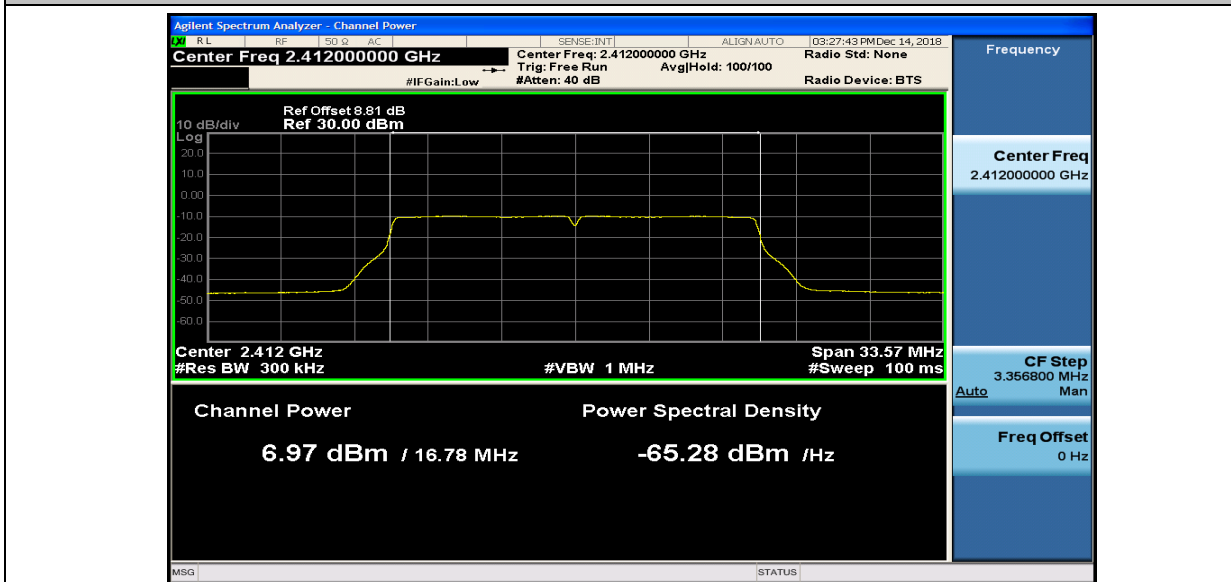 Agilent Spectrum Analyzer - Channel Power
LXI RL RF 50 Ω AC SENSE:INT ALIGN AUTO 03:27:43 PM Dec 14, 2018
Center Freq 2.412000000 GHz
Center Freq: 2.412000000 GHz
Radio Std: None
Trig: Free Run Avg|Hold: 100/100
#IFGain:Low
#Atten: 40 dB
Radio Device: BTS
Ref Offset 8.81 dB
10 dB/div Ref 30.00 dBm
Log
20.0
10.0
0.00
-10.0
-20.0
-30.0
-40.0
-50.0
-60.0
Center 2.412 GHz
Span 33.57 MHz
#Res BW 300 kHz
#VBW 1 MHz
#Sweep 100 ms
Channel Power
Power Spectral Density
6.97 dBm / 16.78 MHz
-65.28 dBm /Hz
MSG
STATUS
Frequency
Center Freq
2.412000000 GHz
CF Step
3.356800 MHz
Auto Man
Freq Offset
0 Hz